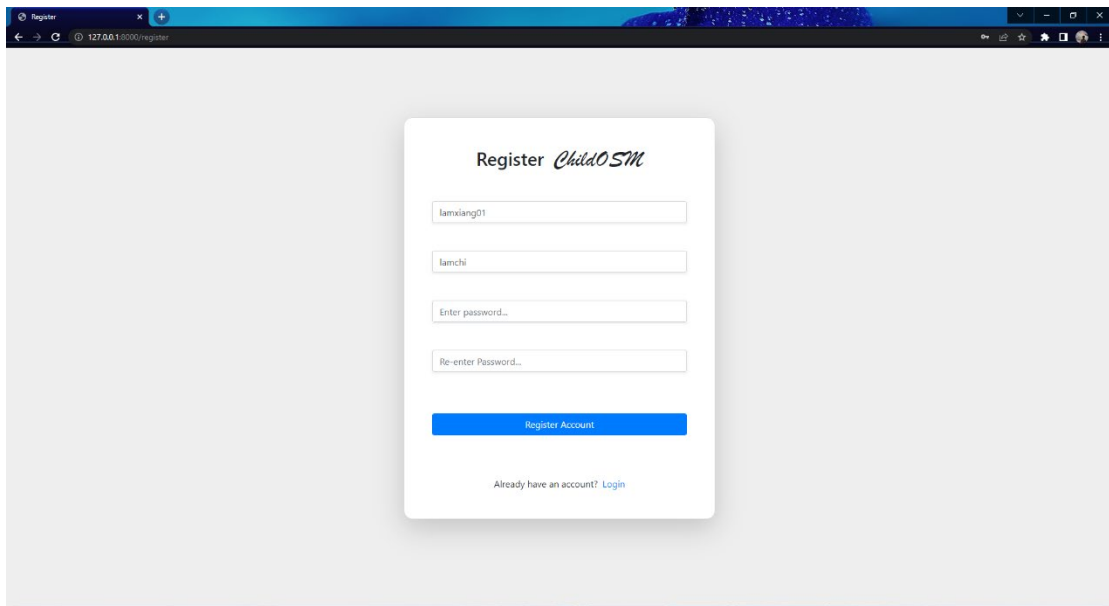 Register
127.0.0.1:8000/register
Register ChildOSM
lamxiang01
lamchi
Enter password...
Re-enter Password...
Register Account
Already have an account? Login